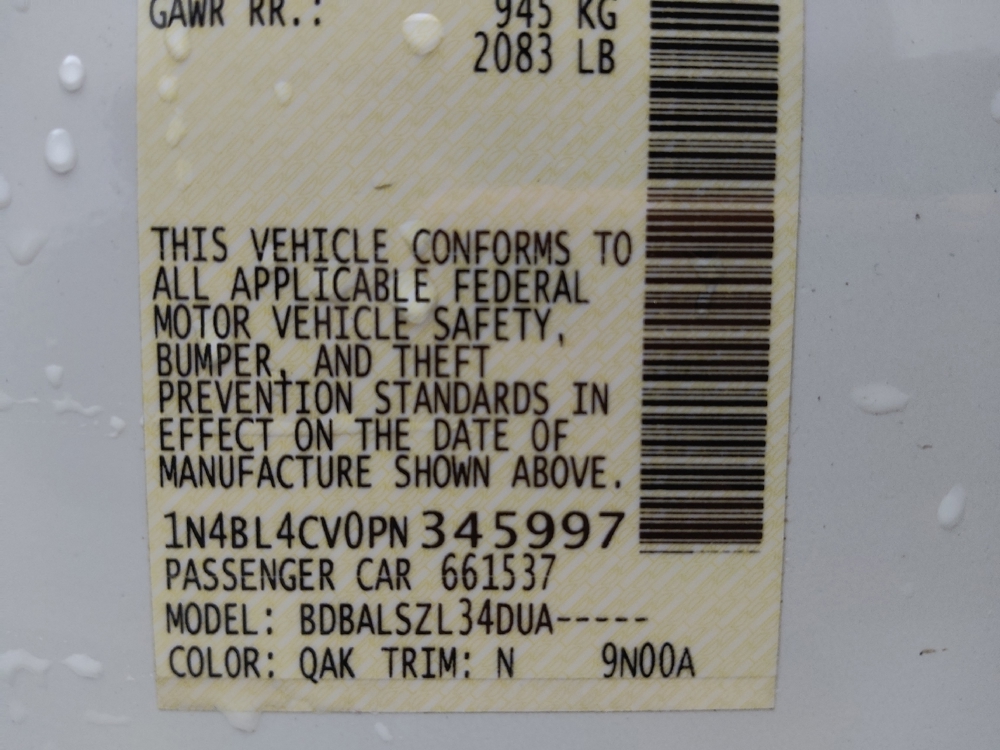 GAWR RR.: 945 KG
2083 LB
THIS VEHICLE CONFORMS TO
ALL APPLICABLE FEDERAL
MOTOR VEHICLE SAFETY,
BUMPER, AND THEFT
PREVENTION STANDARDS IN
EFFECT ON THE DATE OF
MANUFACTURE SHOWN ABOVE.
1N4BL4CV0PN345997
PASSENGER CAR 661537
MODEL: BDBALSZL34DUA-----
COLOR: QAK TRIM: N 9N00A